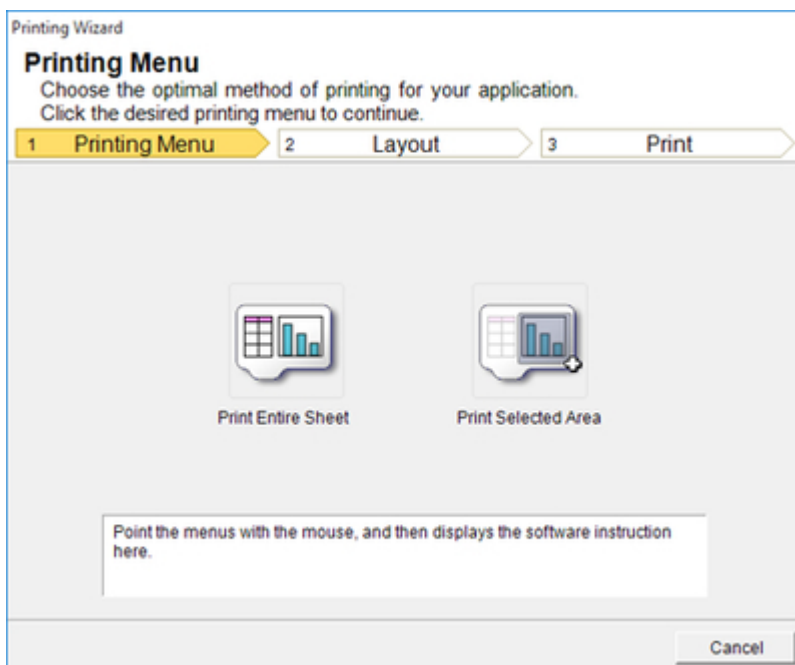 Printing Wizard
Printing Menu
Choose the optimal method of printing for your application.
Click the desired printing menu to continue.
1 Printing Menu 2 Layout 3 Print
Print Entire Sheet Print Selected Area
Point the menus with the mouse, and then displays the software instruction
here.
Cancel